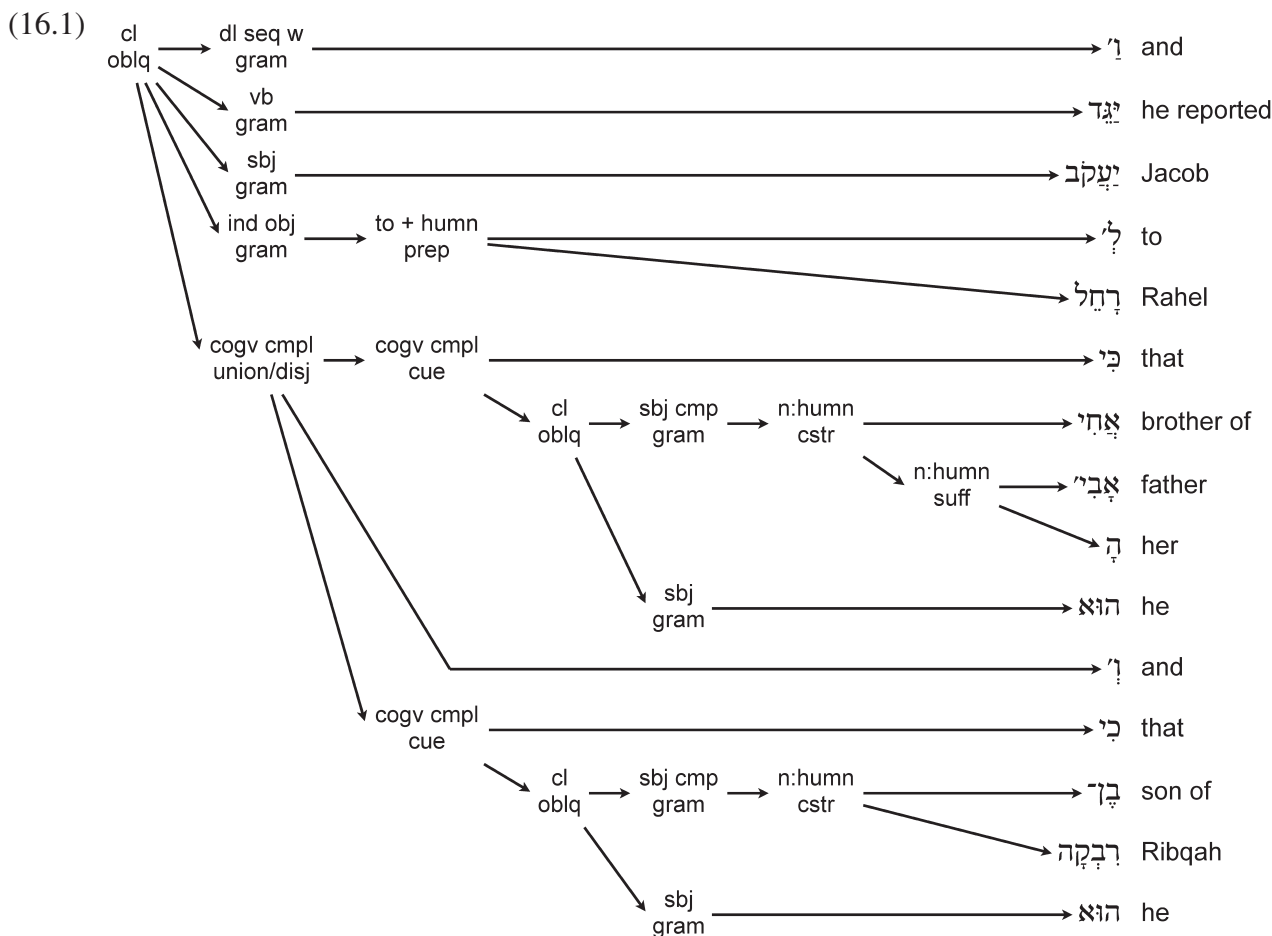 (16.1)
cl dl seq w וַ׳ and
oblq gram
vb יַּגֵּד he reported
gram
sbj יַעֲקֹב Jacob
gram
ind obj to + humn לְ׳ to
gram prep
רָחֵל Rahel
cogv cmpl cogv cmpl כִּי that
union/disj cue
cl sbj cmp n:humn אֲחִי brother of
oblq gram cstr
n:humn אָבִי׳ father
suff
הָ her
sbj הוּא he
gram
וְ׳ and
cogv cmpl כִי that
cue
cl sbj cmp n:humn בֶן־ son of
oblq gram cstr
רִבְקָה Ribqah
sbj הוּא he
gram